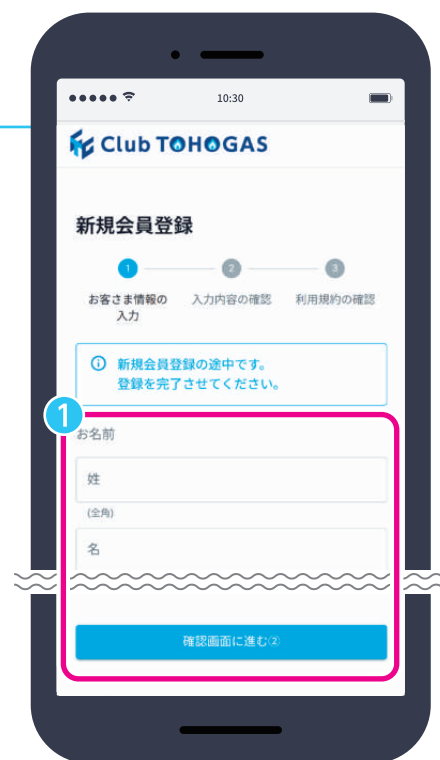 10:30
Club TOHOGAS
新規会員登録
1 2 3
お客さま情報の 入力内容の確認 利用規約の確認
入力
新規会員登録の途中です。
登録を完了させてください。
1
お名前
姓
(全角)
名
確認画面に進む②